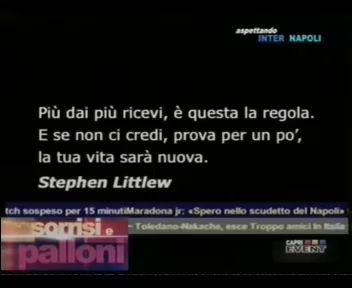 aspettando
INTER NAPOLI
Più dai più ricevi, è questa la regola.
E se non ci credi, prova per un po',
la tua vita sarà nuova.
Stephen Littlew
tch sospeso per 15 minutiMaradona jr: «Spero nello scudetto del Napoli»
sorrisi e
palloni
– Toledano-Nakache, esce Troppo amici In Italia
CAPRI
EVENT